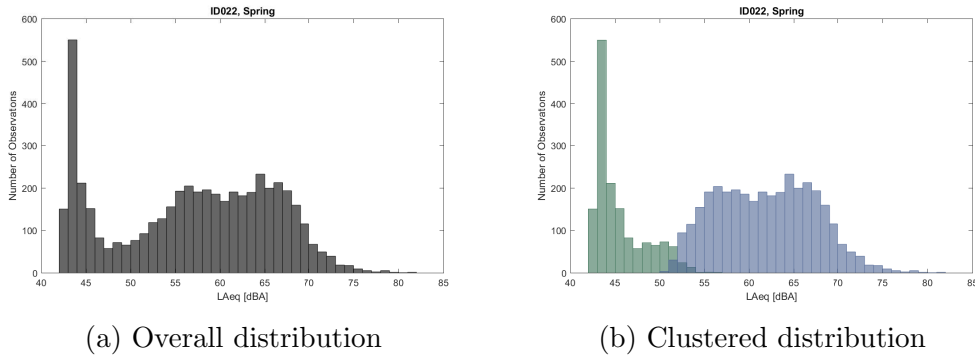 ID022, Spring
600
500
400
300
200
100
0
Number of Observations
40 45 50 55 60 65 70 75 80 85
LAeq [dBA]
(a) Overall distribution
ID022, Spring
600
500
400
300
200
100
0
Number of Observations
40 45 50 55 60 65 70 75 80 85
LAeq [dBA]
(b) Clustered distribution